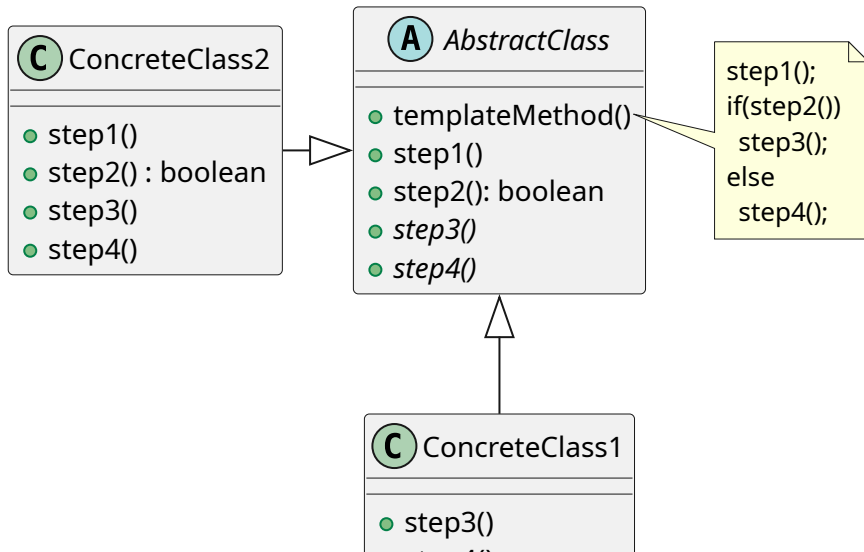 C ConcreteClass2
step1()
step2() : boolean
step3()
step4()
A AbstractClass
templateMethod()
step1()
step2(): boolean
step3()
step4()
step1();
if(step2())
step3();
else
step4();
C ConcreteClass1
step3()